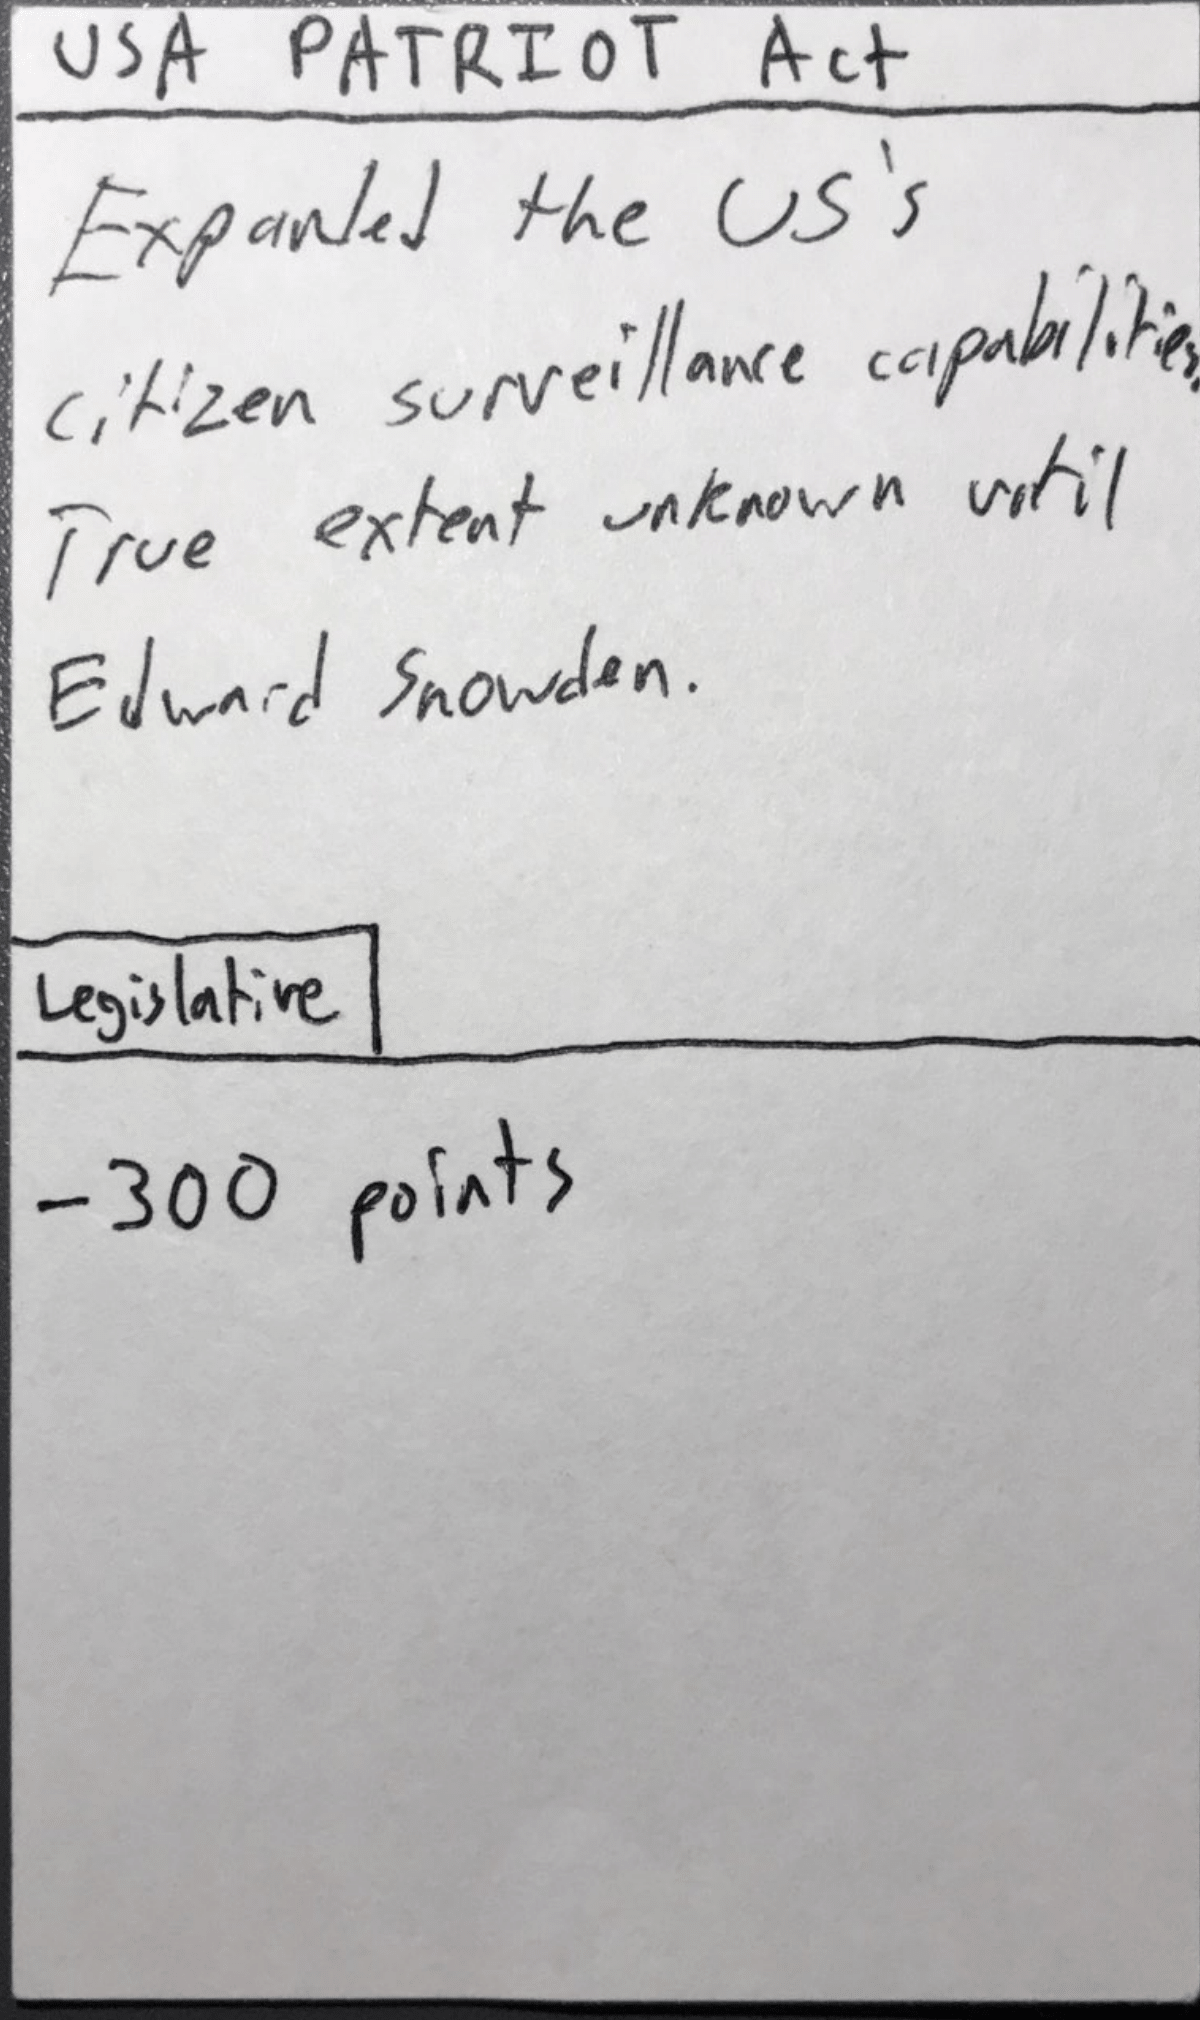 USA PATRIOT Act
Expanded the US's
citizen surveillance capabilities.
True extent unknown until
Edward Snowden.
Legislative
-300 points